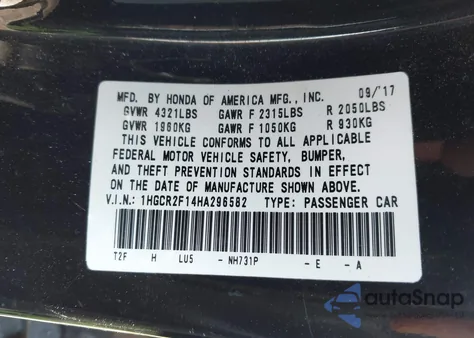 MFD. BY HONDA OF AMERICA MFG., INC. 09/17
GVWR 4321LBS GAWR F 2315LBS R 2050LBS
GVWR 1960KG GAWR F 1050KG R 930KG
THIS VEHICLE CONFORMS TO ALL APPLICABLE
FEDERAL MOTOR VEHICLE SAFETY, BUMPER,
AND THEFT PREVENTION STANDARDS IN EFFECT
ON THE DATE OF MANUFACTURE SHOWN ABOVE.
V.I.N.: 1HGCR2F14HA296582 TYPE: PASSENGER CAR
T2F H LU5 -NH731P -E -A
autoSnap